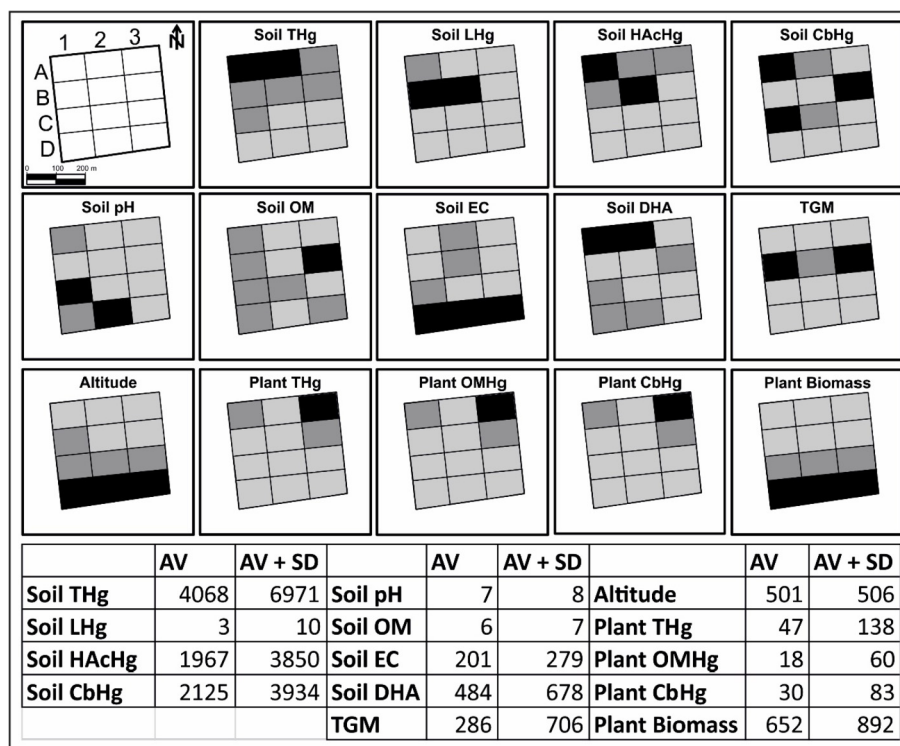 1 2 3 N
A
B
C
D
0 100 200 m
Soil THg
Soil LHg
Soil HAcHg
Soil CbHg
Soil pH
Soil OM
Soil EC
Soil DHA
TGM
Altitude
Plant THg
Plant OMHg
Plant CbHg
Plant Biomass
AV AV + SD AV AV + SD AV AV + SD
Soil THg 4068 6971 Soil pH 7 8 Altitude 501 506
Soil LHg 3 10 Soil OM 6 7 Plant THg 47 138
Soil HAcHg 1967 3850 Soil EC 201 279 Plant OMHg 18 60
Soil CbHg 2125 3934 Soil DHA 484 678 Plant CbHg 30 83
TGM 286 706 Plant Biomass 652 892